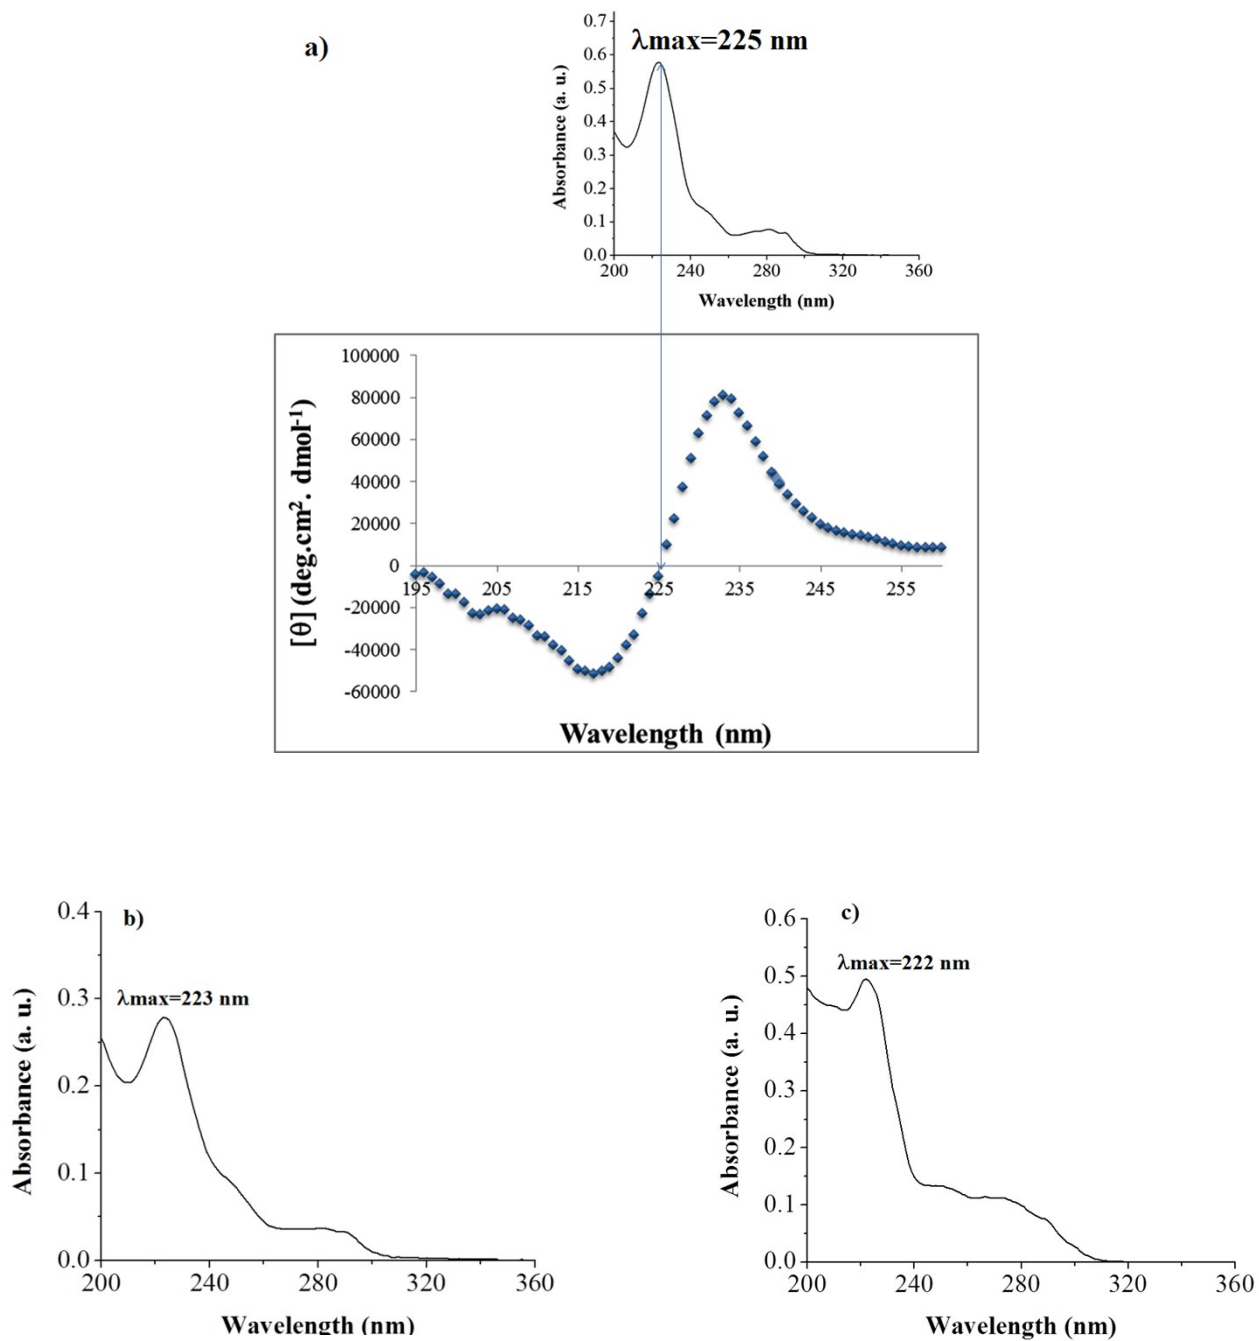 a)
λmax=225 nm
Absorbance (a. u.)
0.7
0.6
0.5
0.4
0.3
0.2
0.1
0.0
200 240 280 320 360
Wavelength (nm)
[θ] (deg.cm². dmol⁻¹)
100000
80000
60000
40000
20000
0
-20000
-40000
-60000
195 205 215 225 235 245 255
Wavelength (nm)
b)
λmax=223 nm
Absorbance (a. u.)
0.4
0.3
0.2
0.1
0.0
200 240 280 320 360
Wavelength (nm)
c)
λmax=222 nm
Absorbance (a. u.)
0.6
0.5
0.4
0.3
0.2
0.1
0.0
200 240 280 320 360
Wavelength (nm)